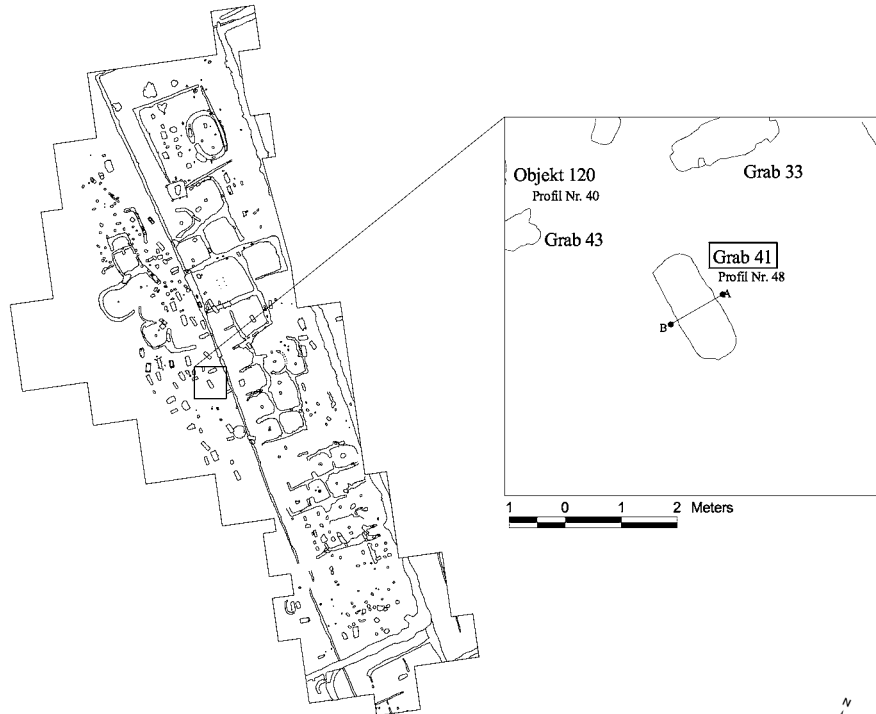 Objekt 120
Profil Nr. 40
Grab 33
Grab 43
Grab 41
Profil Nr. 48
A
B
1 0 1 2 Meters
N